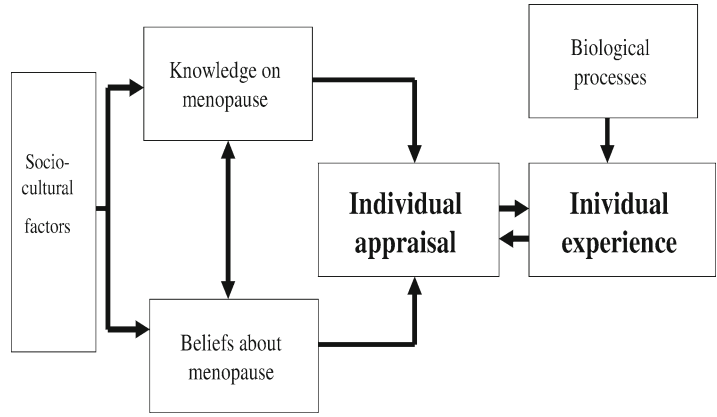 Socio-
cultural
factors
Knowledge on
menopause
Beliefs about
menopause
Individual
appraisal
Biological
processes
Inividual
experience